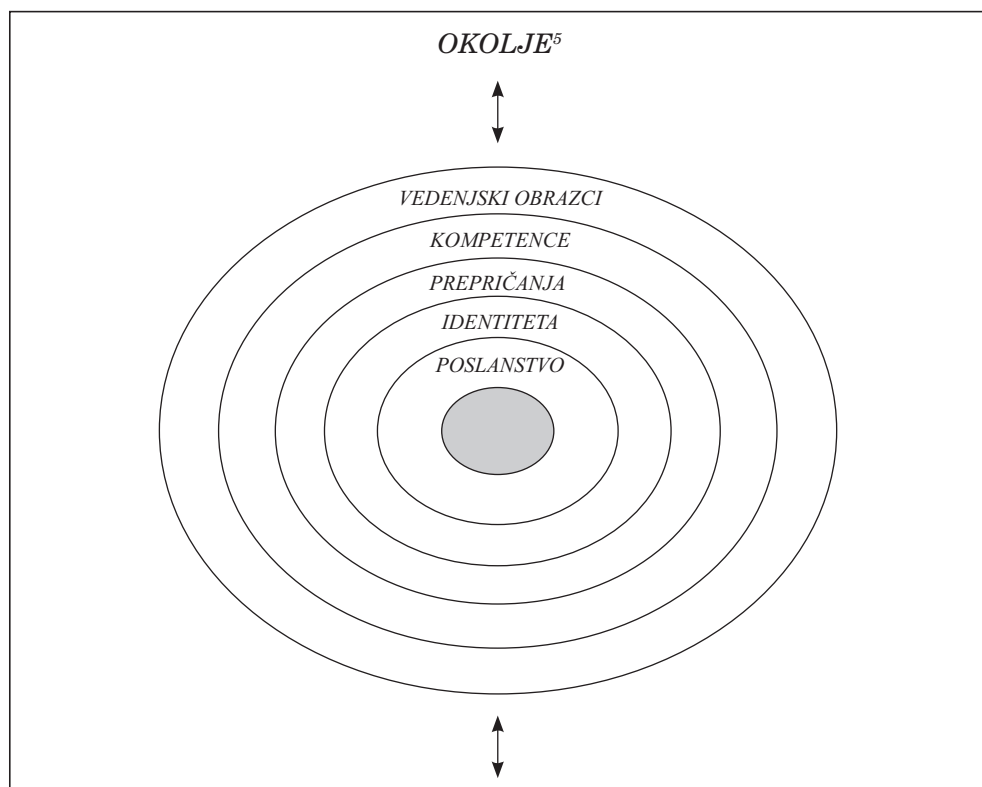 OKOLJE⁵
VEDENJSKI OBRAZCI
KOMPETENCE
PREPRIČANJA
IDENTITETA
POSLANSTVO